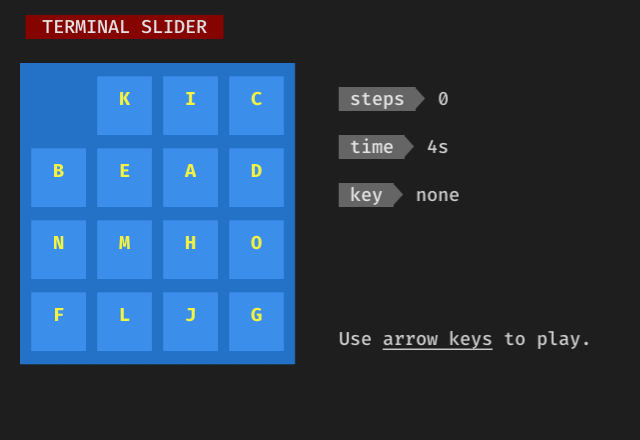 TERMINAL SLIDER
K I C
B E A D
N M H O
F L J G
steps 0
time 4s
key none
Use arrow keys to play.